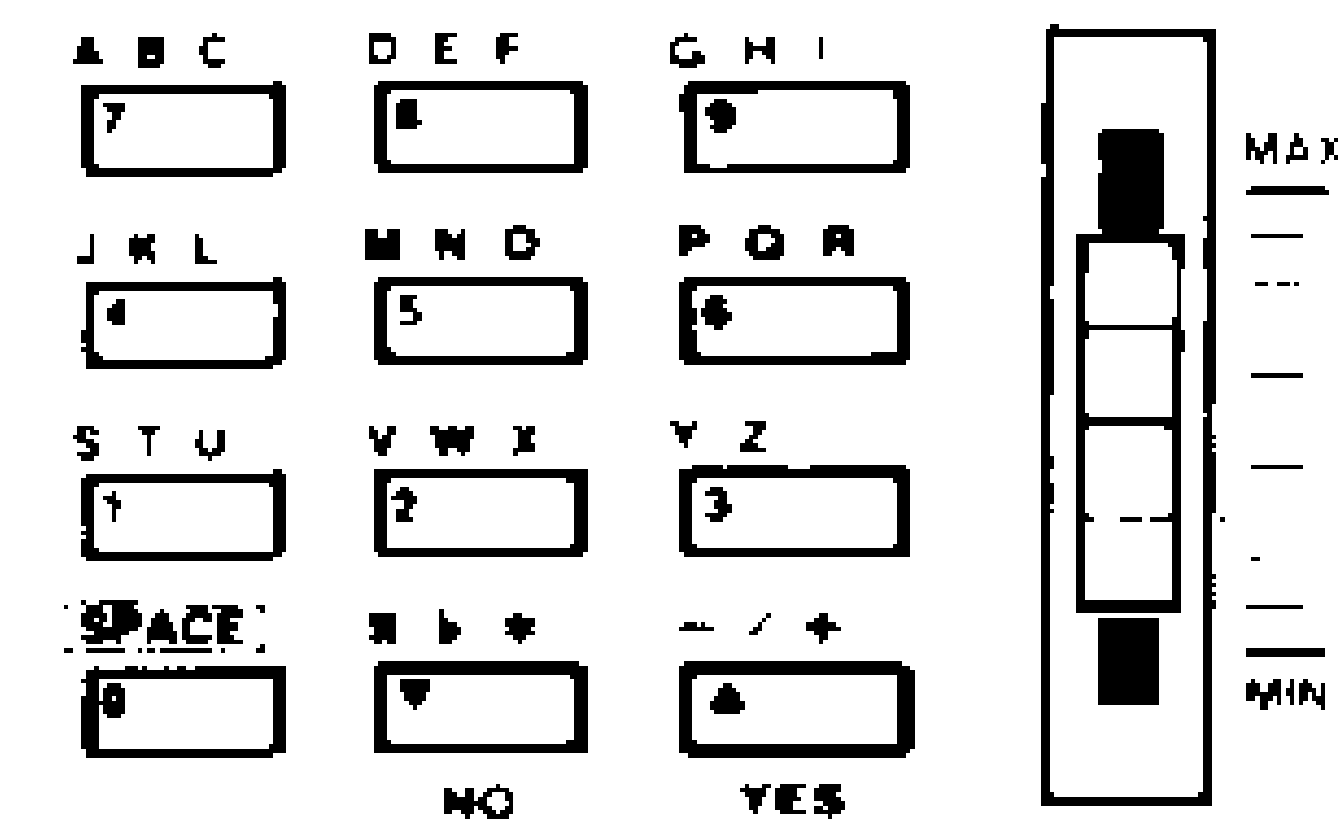 A B C D E F G H I
7 8 9
MAX
J K L M N O P Q R
4 5 6
S T U V W X Y Z
1 2 3
SPACE # b * - / +
0 ▼ ▲
MIN
NO YES